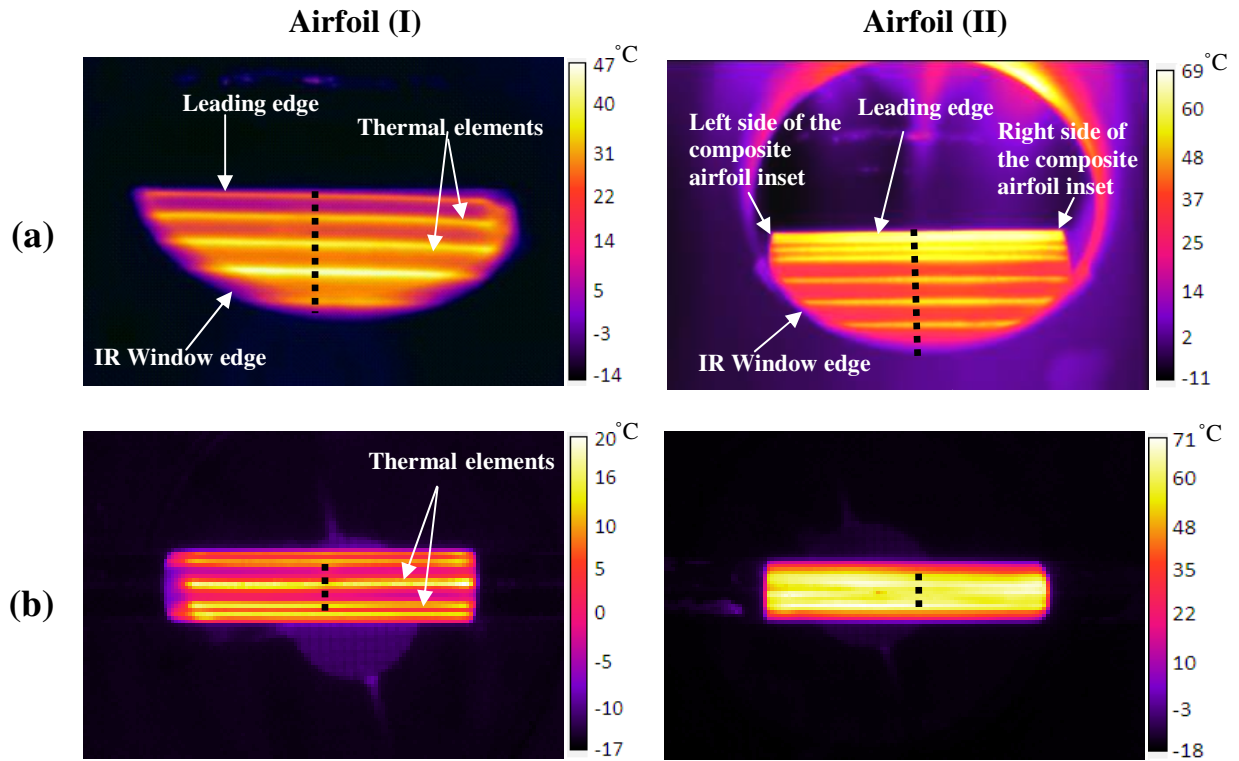 Airfoil (I)
Airfoil (II)
(a)
Leading edge
Thermal elements
IR Window edge
°C
47
40
31
22
14
5
-3
-14
Left side of the
composite
airfoil inset
Leading edge
Right side of
the composite
airfoil inset
IR Window edge
°C
69
60
48
37
25
14
2
-11
(b)
Thermal elements
°C
20
16
10
5
0
-5
-10
-17
°C
71
60
48
35
22
10
-3
-18